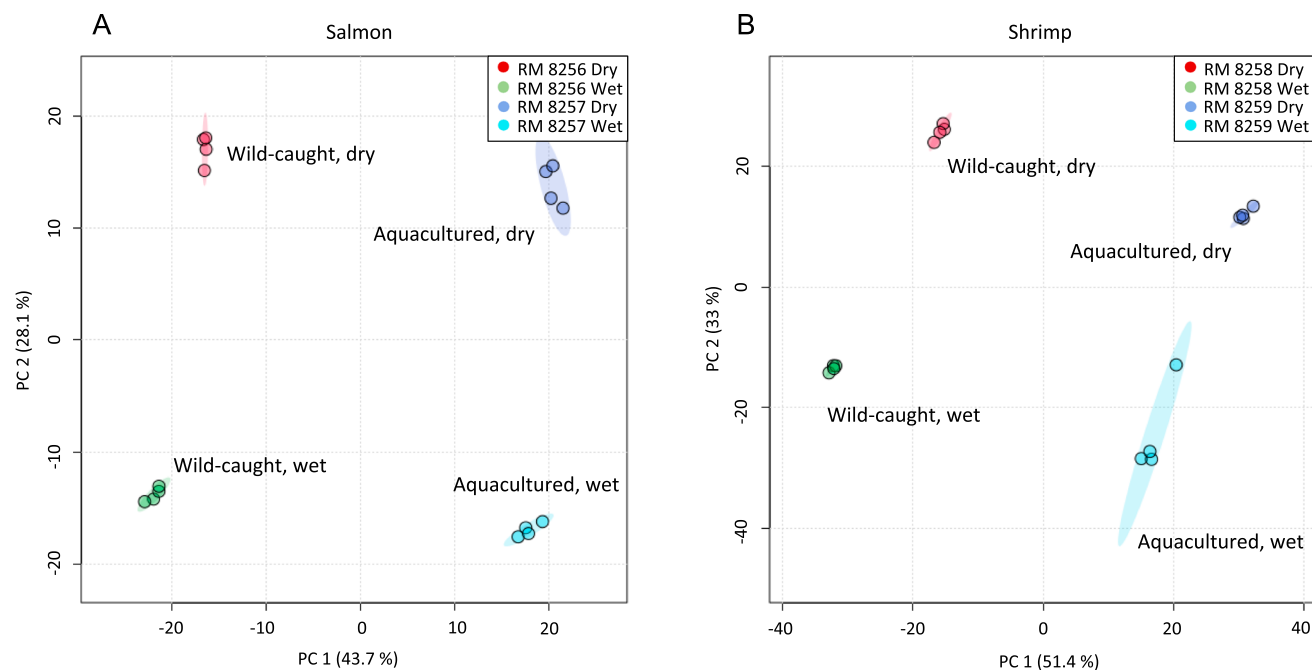 A
Salmon
RM 8256 Dry
RM 8256 Wet
RM 8257 Dry
RM 8257 Wet
Wild-caught, dry
Aquacultured, dry
Wild-caught, wet
Aquacultured, wet
20
10
0
-10
-20
PC 2 (28.1 %)
-20 -10 0 10 20
PC 1 (43.7 %)
B
Shrimp
RM 8258 Dry
RM 8258 Wet
RM 8259 Dry
RM 8259 Wet
Wild-caught, dry
Aquacultured, dry
Wild-caught, wet
Aquacultured, wet
20
0
-20
-40
PC 2 (33 %)
-40 -20 0 20 40
PC 1 (51.4 %)